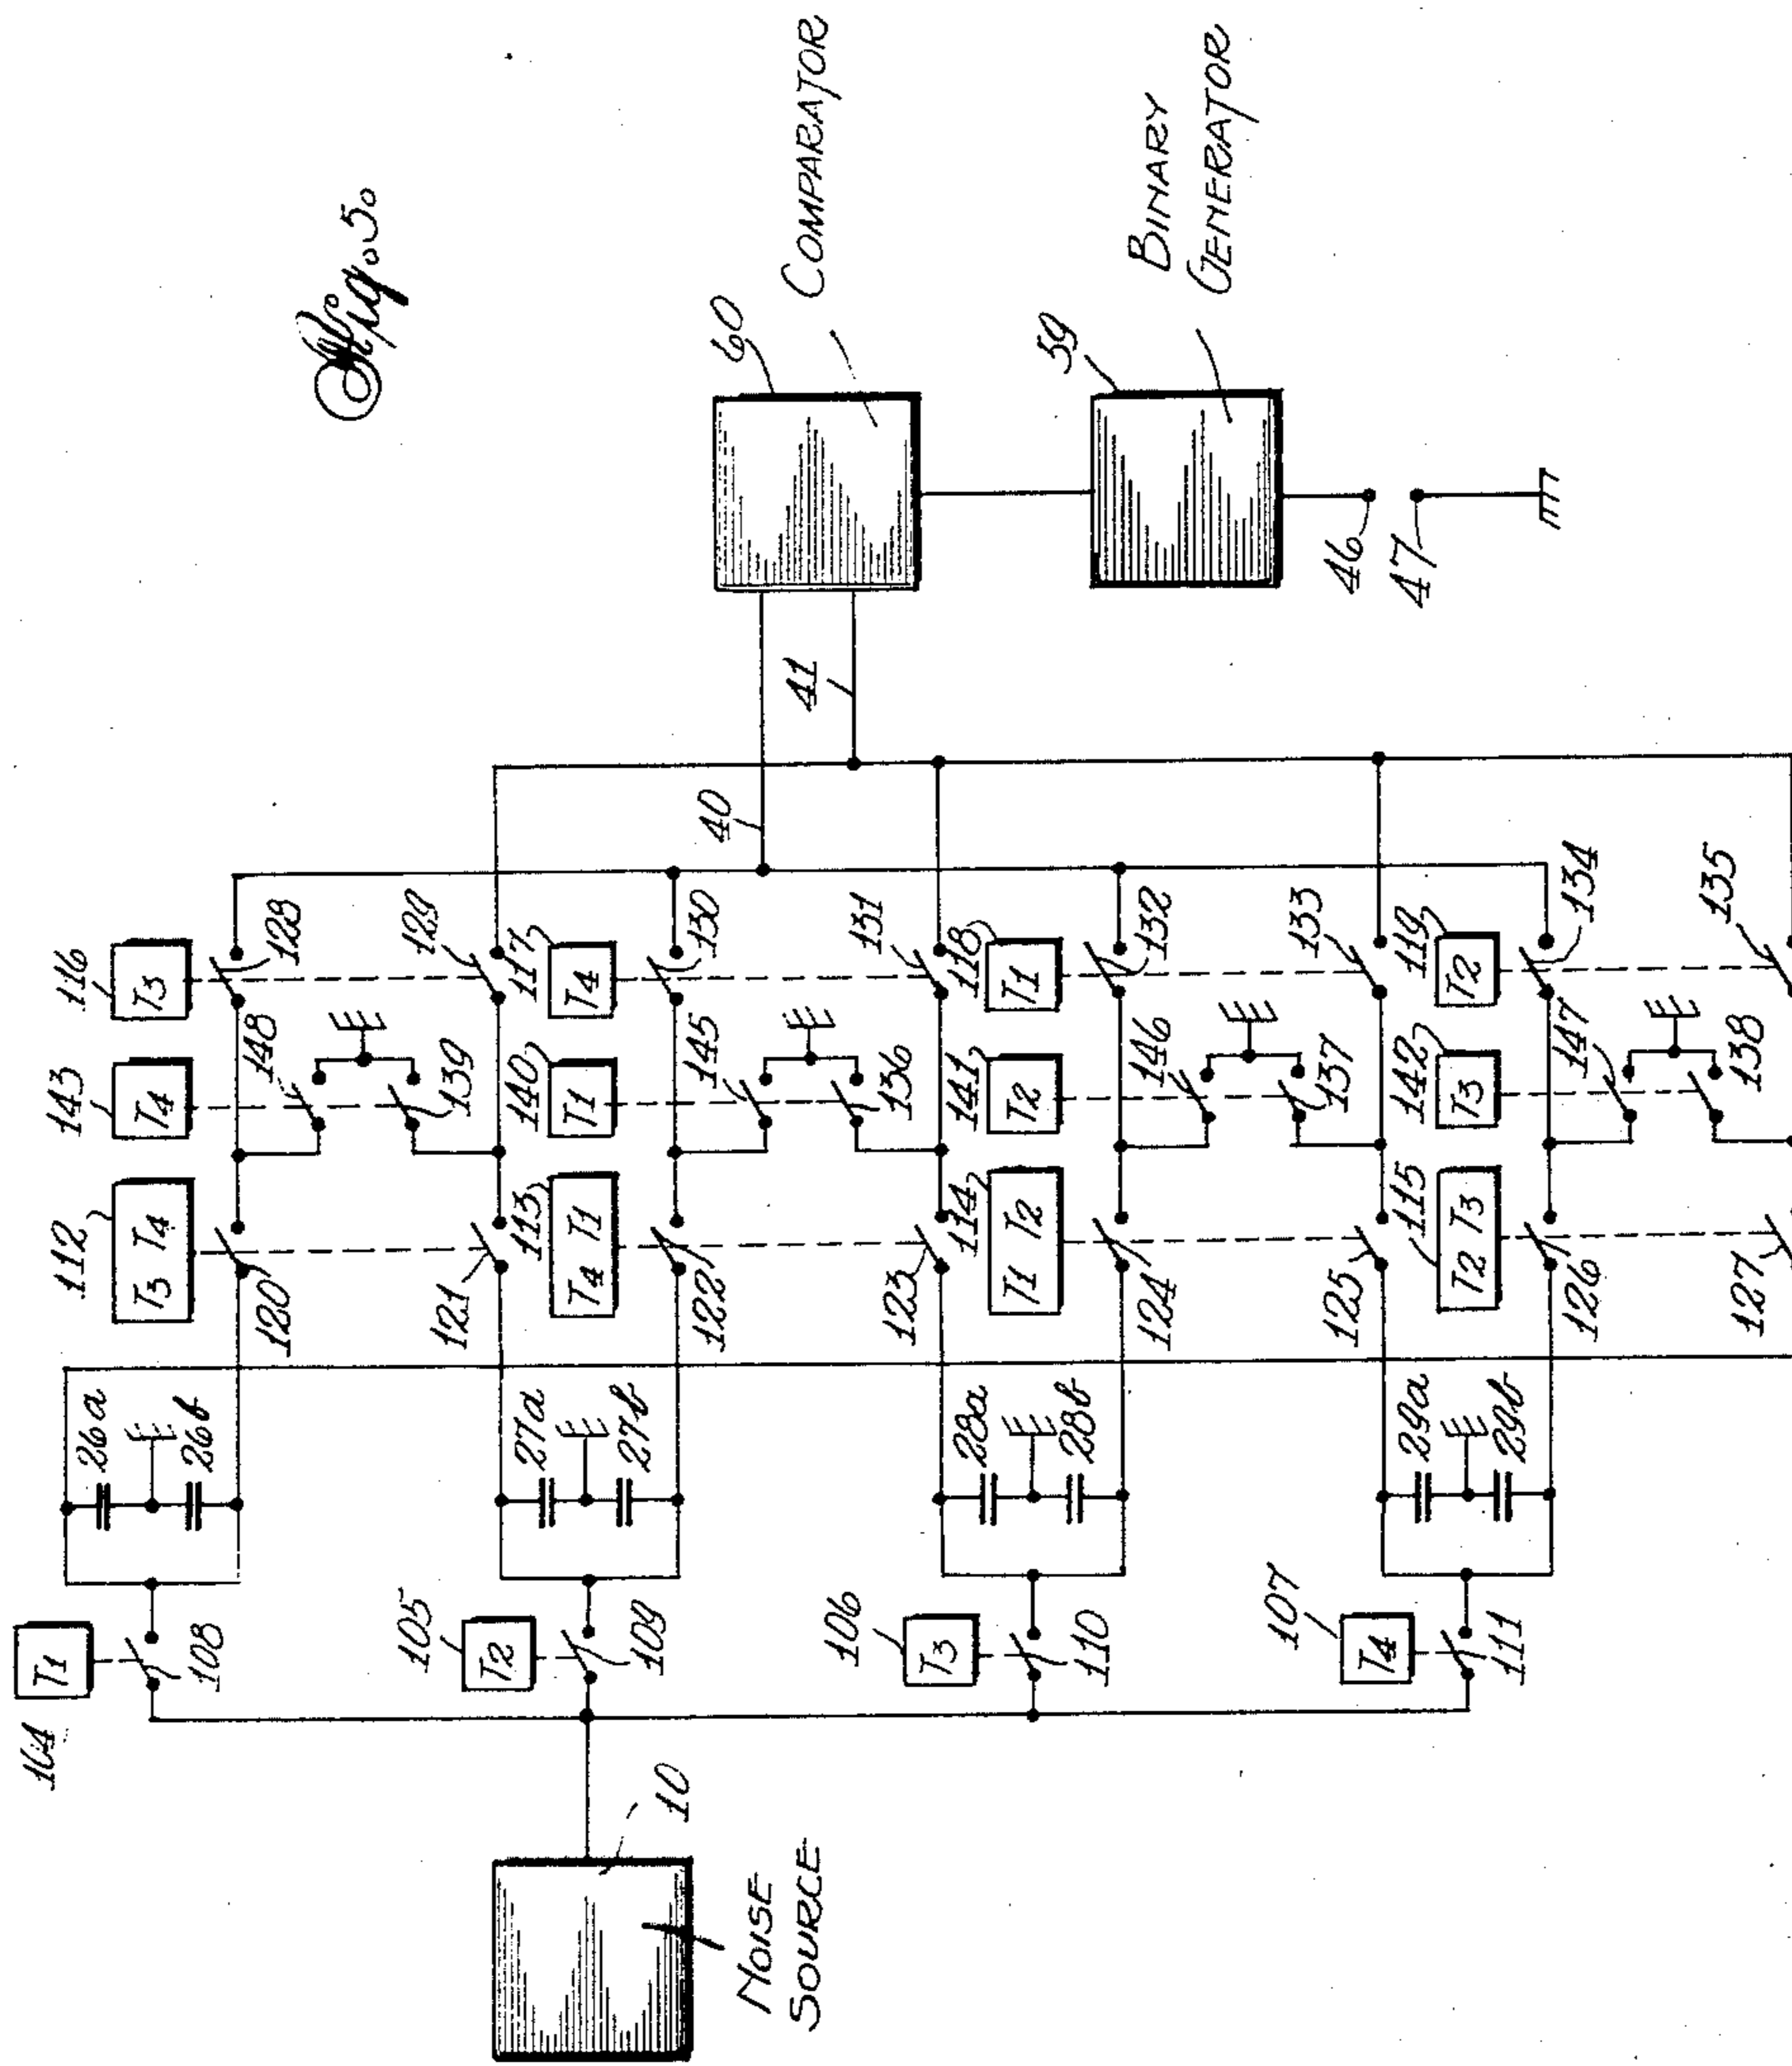 Fig. 5.
104
T1
108
105
T2
109
106
T3
110
107
T4
111
NOISE
SOURCE
10
26a
26b
27a
27b
28a
28b
29a
29b
112
T3 T4
120
121
113
T4 T1
122
123
114
T1 T2
124
125
115
T2 T3
126
127
143
T4
148
139
140
T1
145
136
141
T2
146
137
142
T3
147
138
116
T3
128
129
117
T4
130
131
118
T1
132
133
119
T2
134
135
40
41
60
COMPARATOR
59
BINARY
GENERATOR
46
47